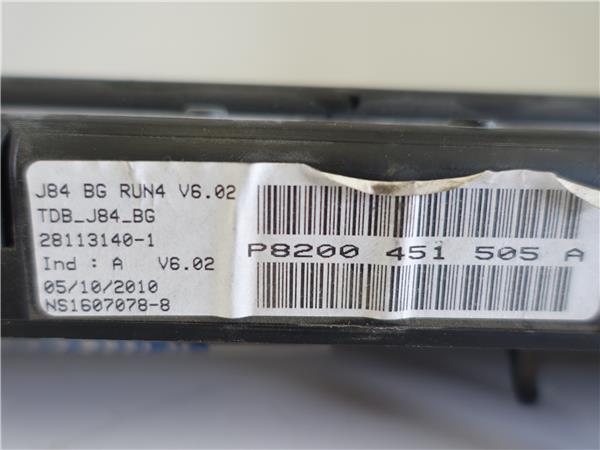 J84 BG RUN4 V6.02
TDB_J84_BG
28113140-1
Ind : A V6.02
05/10/2010
NS1607078-8
P8200 451 505 A